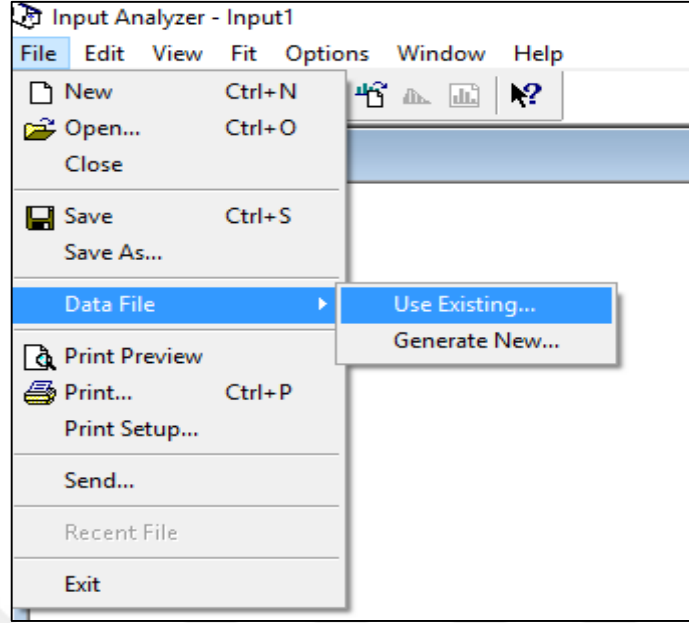 Input Analyzer - Input1
File Edit View Fit Options Window Help
New Ctrl+N
Open... Ctrl+O
Close
Save Ctrl+S
Save As...
Data File
Use Existing...
Generate New...
Print Preview
Print... Ctrl+P
Print Setup...
Send...
Recent File
Exit